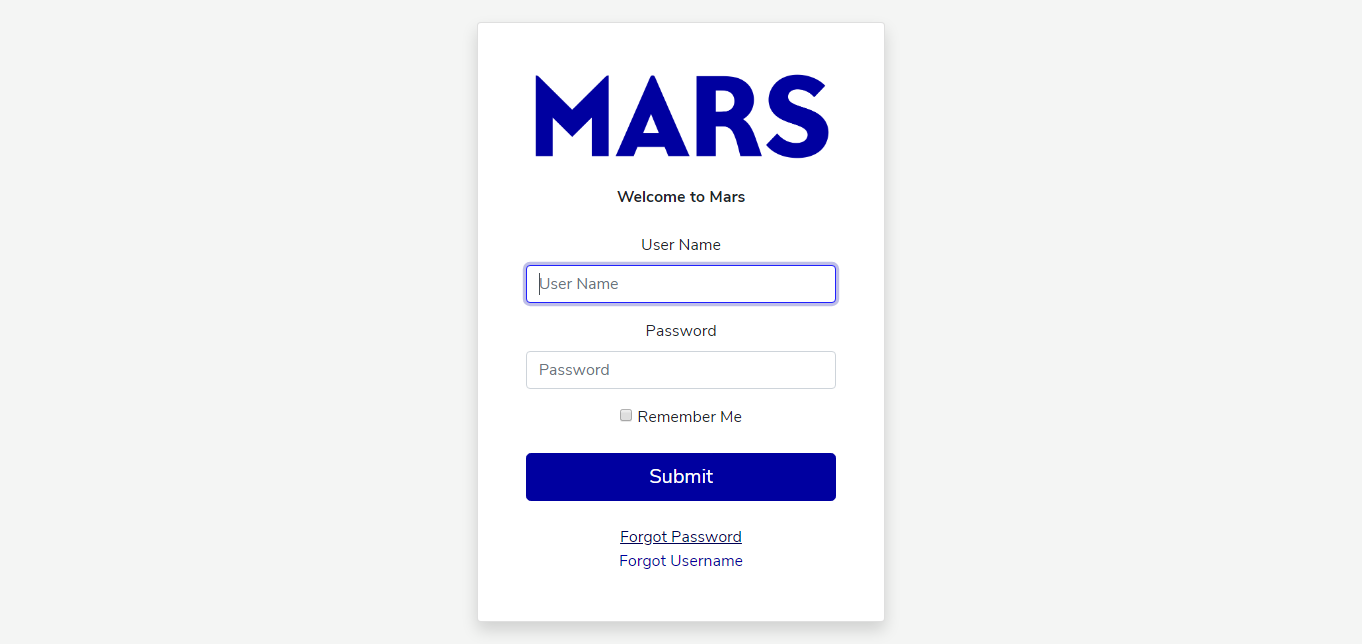 MARS
Welcome to Mars
User Name
User Name
Password
Password
Remember Me
Submit
Forgot Password
Forgot Username